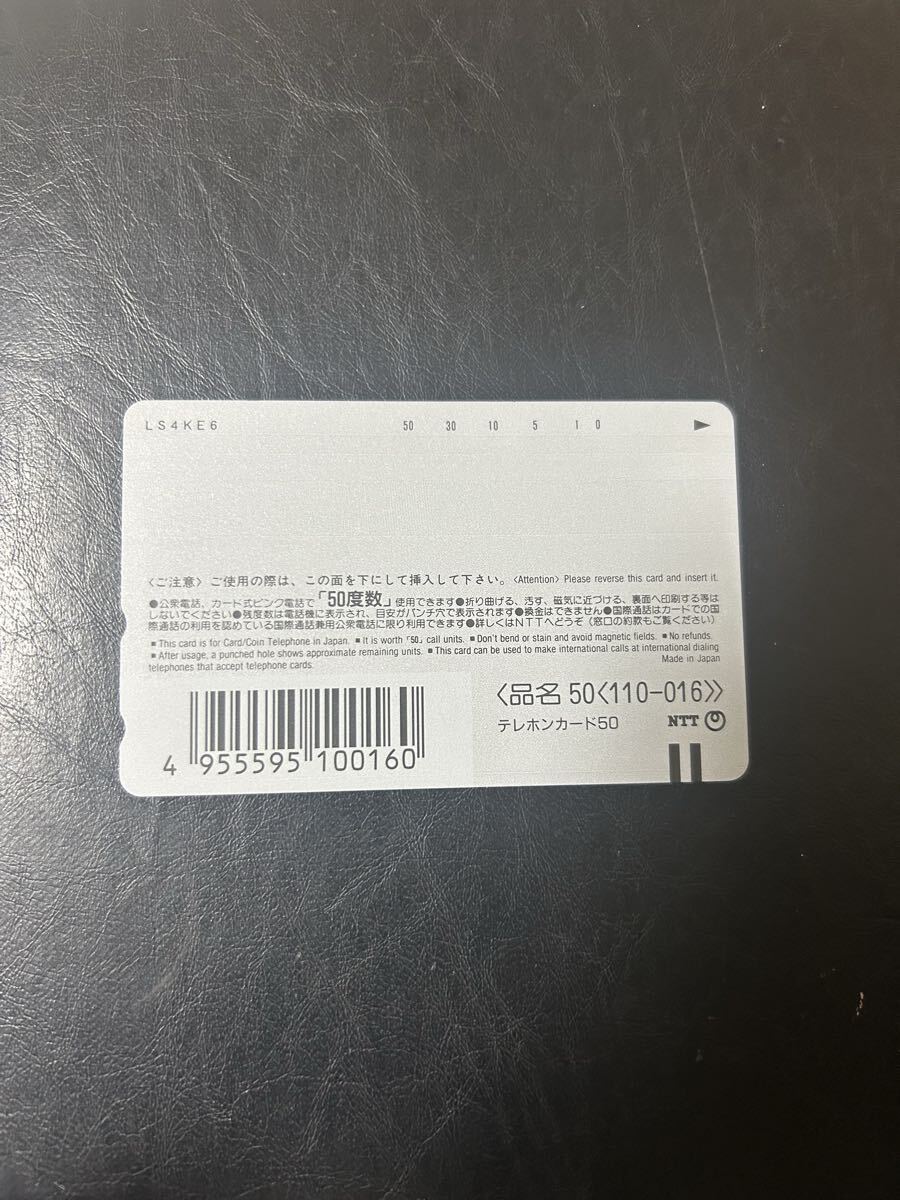 LS4KE6 50 30 10 5 1 0
〈ご注意〉ご使用の際は、この面を下にして挿入して下さい。〈Attention〉Please reverse this card and insert it.
●公衆電話、カード式ピンク電話で「50度数」使用できます●折り曲げる、汚す、磁気に近づける、裏面へ印刷する等は
しないでください●残度数は電話機に表示され、目安がパンチ穴で表示されます●換金はできません●国際通話はカードでの国
際通話の利用を認めている国際通話兼用公衆電話に限り利用できます●詳しくはNTTへどうぞ（窓口の約款もご覧ください）
■This card is for Card/Coin Telephone in Japan. ■It is worth「50」call units. ■Don't bend or stain and avoid magnetic fields. ■No refunds.
■After usage, a punched hole shows approximate remaining units. ■This card can be used to make international calls at international dialing
telephones that accept telephone cards. Made in Japan
4 955595 100160
〈品名 50〈110-016〉〉
テレホンカード50 NTT